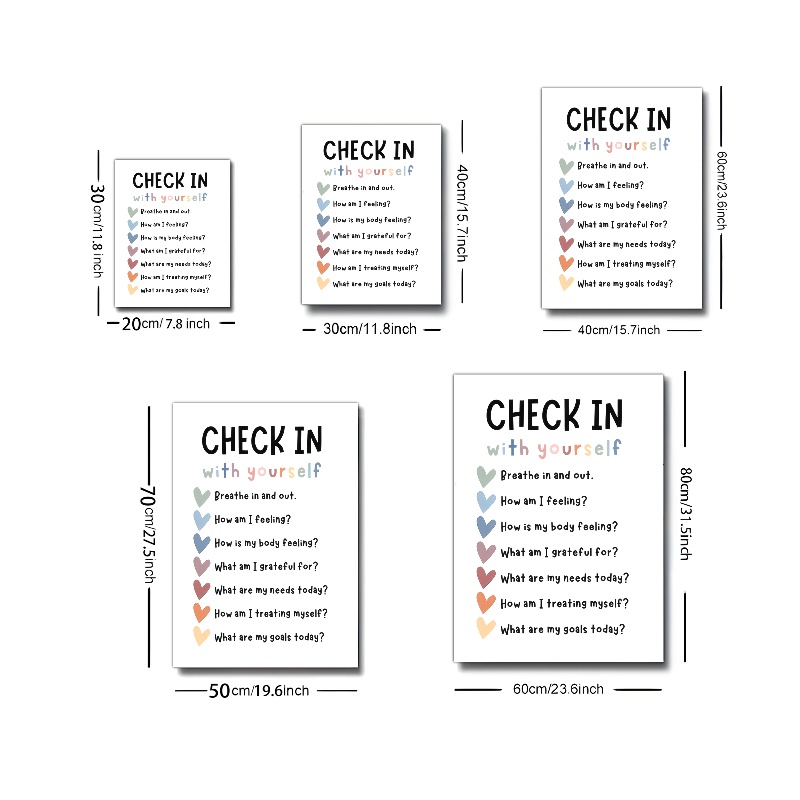 CHECK IN
with yourself
Breathe in and out.
How am I feeling?
How is my body feeling?
What am I grateful for?
What are my needs today?
How am I treating myself?
What are my goals today?
30cm/11.8 inch
20cm/ 7.8 inch
CHECK IN
with yourself
Breathe in and out.
How am I feeling?
How is my body feeling?
What am I grateful for?
What are my needs today?
How am I treating myself?
What are my goals today?
40cm/15.7inch
30cm/11.8inch
CHECK IN
with yourself
Breathe in and out.
How am I feeling?
How is my body feeling?
What am I grateful for?
What are my needs today?
How am I treating myself?
What are my goals today?
60cm/23.6inch
40cm/15.7inch
CHECK IN
with yourself
Breathe in and out.
How am I feeling?
How is my body feeling?
What am I grateful for?
What are my needs today?
How am I treating myself?
What are my goals today?
70cm/27.5inch
50cm/19.6inch
CHECK IN
with yourself
Breathe in and out.
How am I feeling?
How is my body feeling?
What am I grateful for?
What are my needs today?
How am I treating myself?
What are my goals today?
80cm/31.5inch
60cm/23.6inch